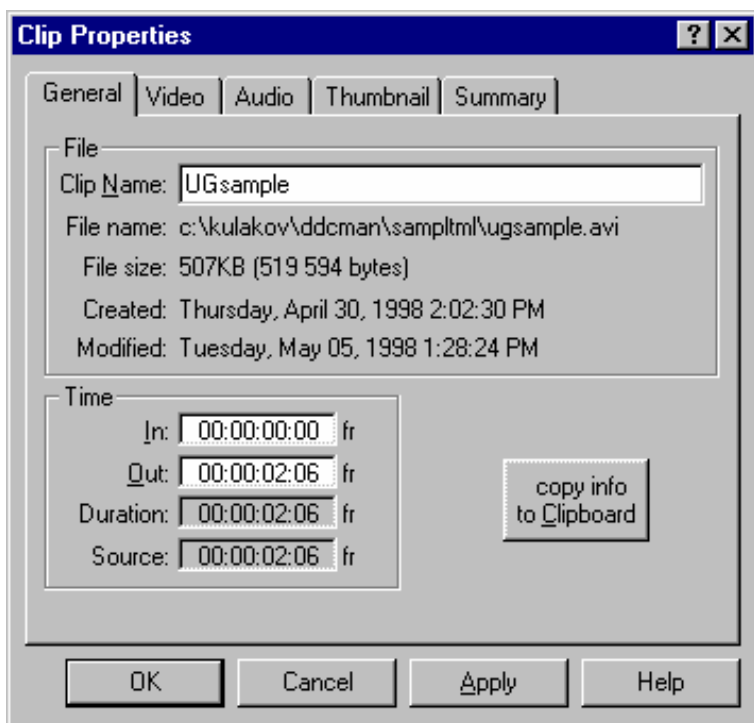 Clip Properties
General Video Audio Thumbnail Summary
File
Clip Name: UGsample
File name: c:\kulakov\ddcman\sampltml\ugsample.avi
File size: 507KB (519 594 bytes)
Created: Thursday, April 30, 1998 2:02:30 PM
Modified: Tuesday, May 05, 1998 1:28:24 PM
Time
In: 00:00:00:00 fr
Out: 00:00:02:06 fr
Duration: 00:00:02:06 fr
Source: 00:00:02:06 fr
copy info
to Clipboard
OK Cancel Apply Help